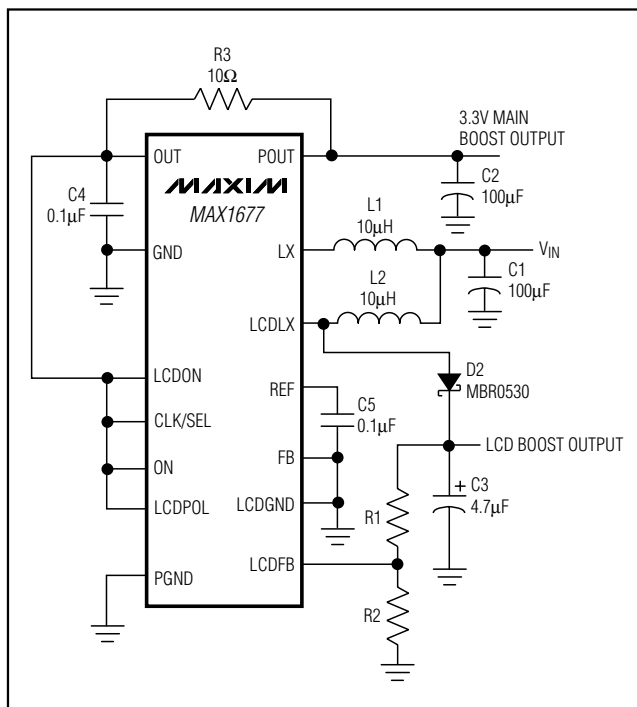 R3
10Ω
3.3V MAIN
BOOST OUTPUT
OUT
POUT
MAXIM
MAX1677
C4
0.1µF
C2
100µF
GND
LX
L1
10µH
VIN
C1
100µF
L2
10µH
LCDLX
LCDON
REF
D2
MBR0530
CLK/SEL
C5
0.1µF
LCD BOOST OUTPUT
ON
FB
+ C3
4.7µF
LCDPOL
LCDGND
R1
PGND
LCDFB
R2